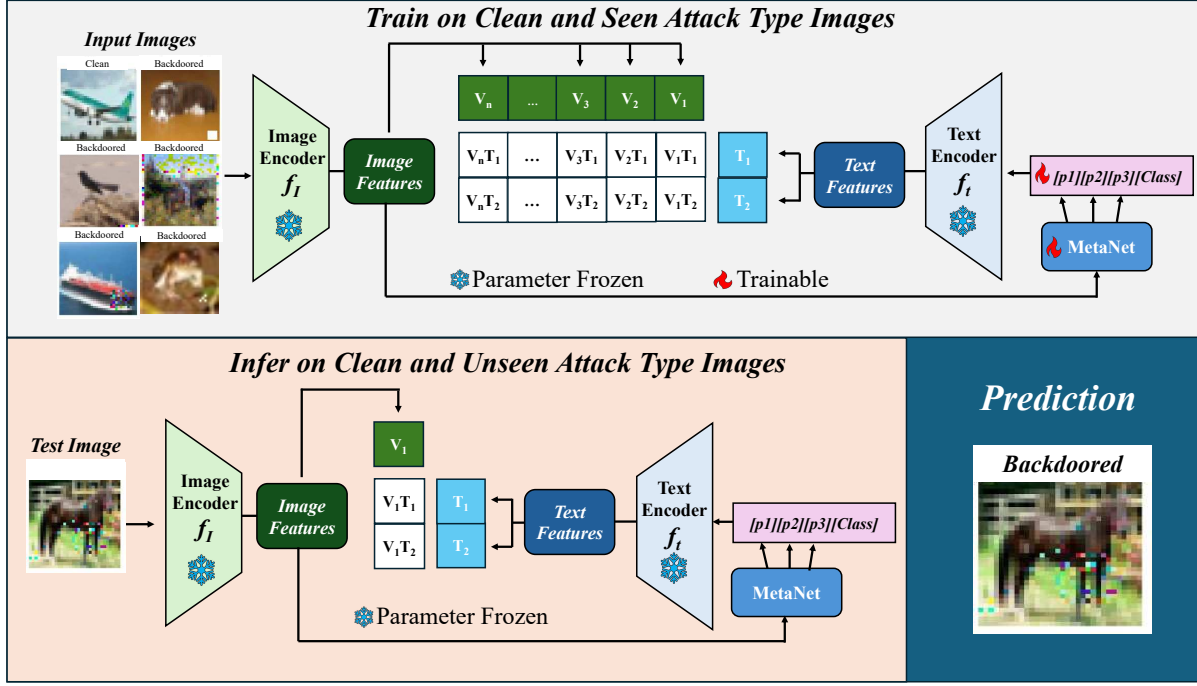 Train on Clean and Seen Attack Type Images
Input Images
Clean
Backdoored
Backdoored
Backdoored
Backdoored
Backdoored
Image
Encoder
f_I
Image
Features
V_n
...
V_3
V_2
V_1
V_nT_1
...
V_3T_1
V_2T_1
V_1T_1
V_nT_2
...
V_3T_2
V_2T_2
V_1T_2
T_1
T_2
Text
Features
Text
Encoder
f_t
[p1][p2][p3][Class]
MetaNet
Parameter Frozen
Trainable
Infer on Clean and Unseen Attack Type Images
Test Image
Image
Encoder
f_I
Image
Features
V_1
V_1T_1
V_1T_2
T_1
T_2
Text
Features
Text
Encoder
f_t
[p1][p2][p3][Class]
MetaNet
Parameter Frozen
Prediction
Backdoored